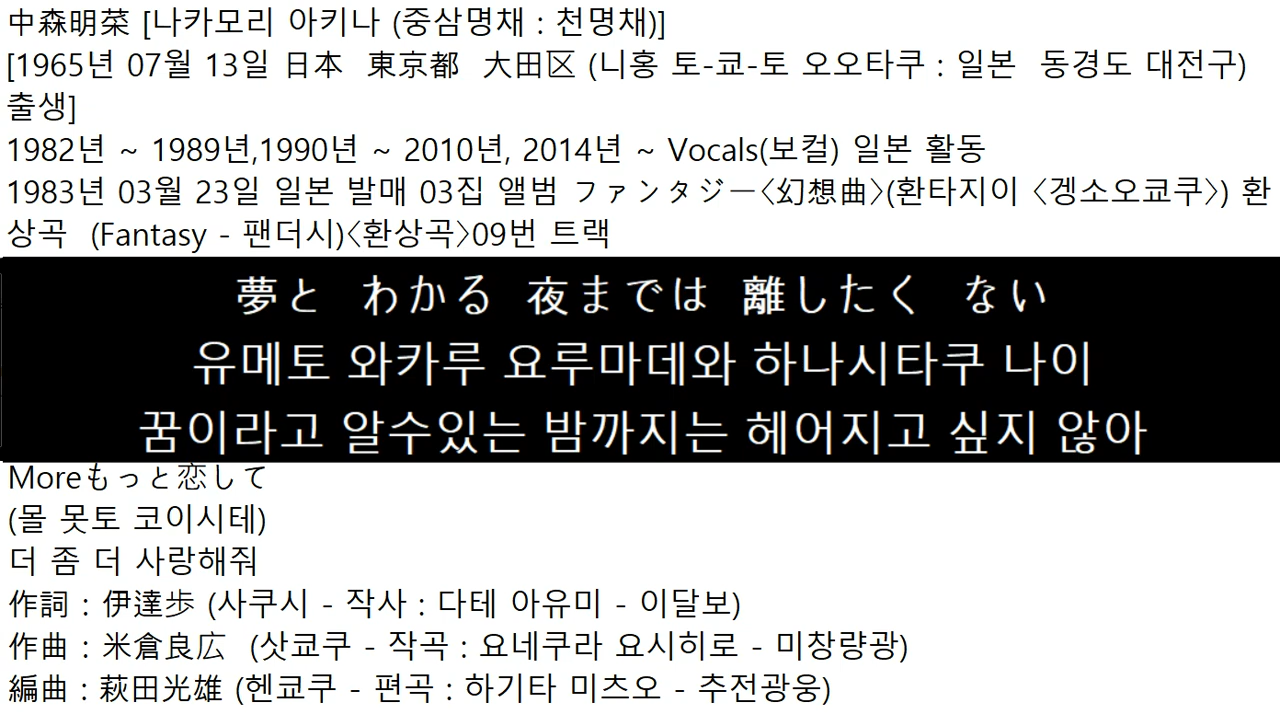 中森明菜 [나카모리 아키나 (중삼명채 : 천명채)]
[1965년 07월 13일 日本 東京都 大田区 (니홍 토-쿄-토 오오타쿠 : 일본 동경도 대전구)
출생]
1982년 ~ 1989년,1990년 ~ 2010년, 2014년 ~ Vocals(보컬) 일본 활동
1983년 03월 23일 일본 발매 03집 앨범 ファンタジー〈幻想曲〉(환타지이 〈겡소오쿄쿠〉) 환
상곡 (Fantasy - 팬더시)〈환상곡〉09번 트랙
夢と わかる 夜までは 離したく ない
유메토 와카루 요루마데와 하나시타쿠 나이
꿈이라고 알수있는 밤까지는 헤어지고 싶지 않아
Moreもっと恋して
(몰 못토 코이시테)
더 좀 더 사랑해줘
作詞 : 伊達歩 (사쿠시 - 작사 : 다테 아유미 - 이달보)
作曲 : 米倉良広 (삿쿄쿠 - 작곡 : 요네쿠라 요시히로 - 미창량광)
編曲 : 萩田光雄 (헨쿄쿠 - 편곡 : 하기타 미츠오 - 추전광웅)